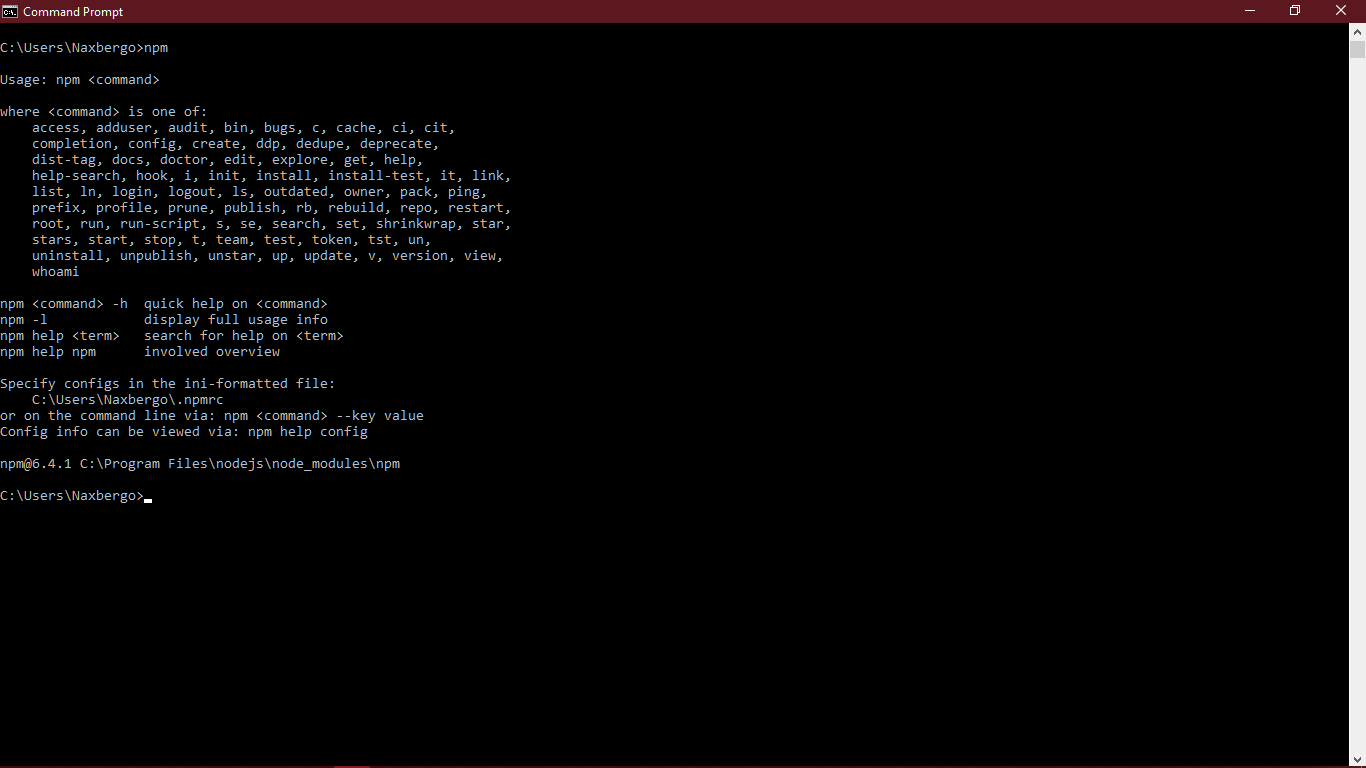 Command Prompt
C:\Users\Naxbergo>npm
Usage: npm <command>
where <command> is one of:
    access, adduser, audit, bin, bugs, c, cache, ci, cit,
    completion, config, create, ddp, dedupe, deprecate,
    dist-tag, docs, doctor, edit, explore, get, help,
    help-search, hook, i, init, install, install-test, it, link,
    list, ln, login, logout, ls, outdated, owner, pack, ping,
    prefix, profile, prune, publish, rb, rebuild, repo, restart,
    root, run, run-script, s, se, search, set, shrinkwrap, star,
    stars, start, stop, t, team, test, token, tst, un,
    uninstall, unpublish, unstar, up, update, v, version, view,
    whoami
npm <command> -h  quick help on <command>
npm -l            display full usage info
npm help <term>   search for help on <term>
npm help npm      involved overview
Specify configs in the ini-formatted file:
    C:\Users\Naxbergo\.npmrc
or on the command line via: npm <command> --key value
Config info can be viewed via: npm help config
npm@6.4.1 C:\Program Files\nodejs\node_modules\npm
C:\Users\Naxbergo>